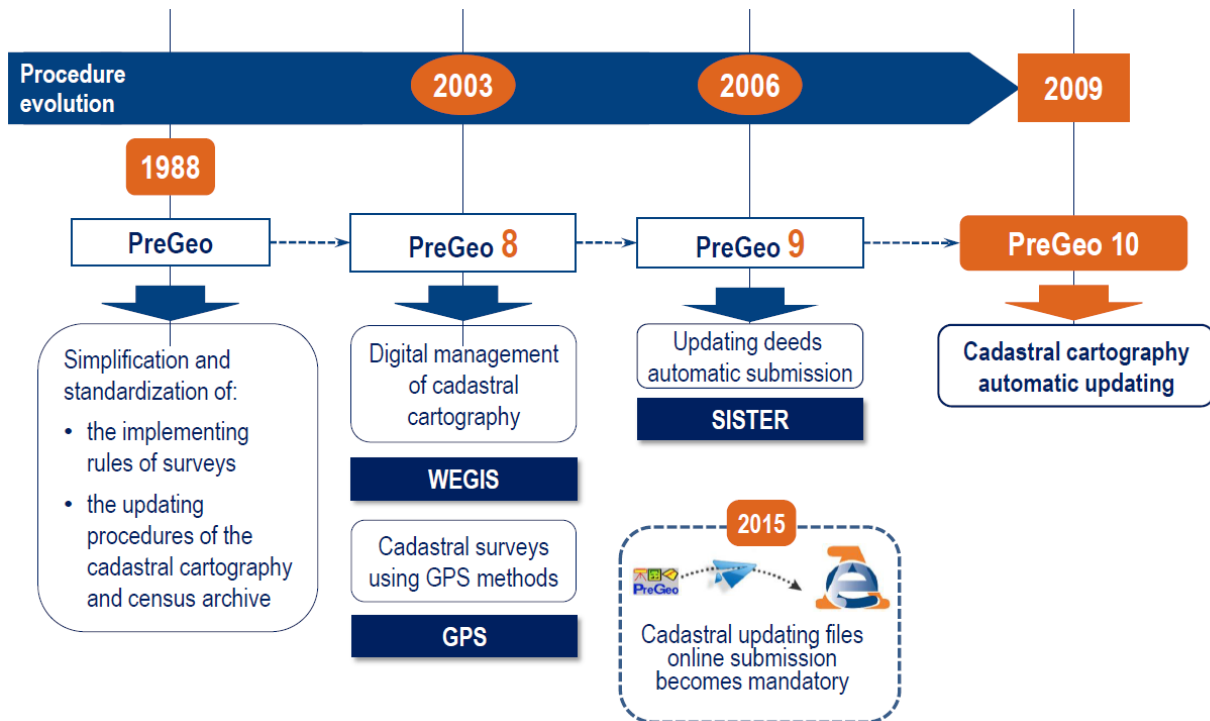 Procedure
evolution
2003
2006
2009
1988
PreGeo
PreGeo 8
PreGeo 9
PreGeo 10
Simplification and
standardization of:
• the implementing
rules of surveys
• the updating
procedures of the
cadastral cartography
and census archive
Digital management
of cadastral
cartography
WEGIS
Cadastral surveys
using GPS methods
GPS
Updating deeds
automatic submission
SISTER
2015
PreGeo
Cadastral updating files
online submission
becomes mandatory
Cadastral cartography
automatic updating